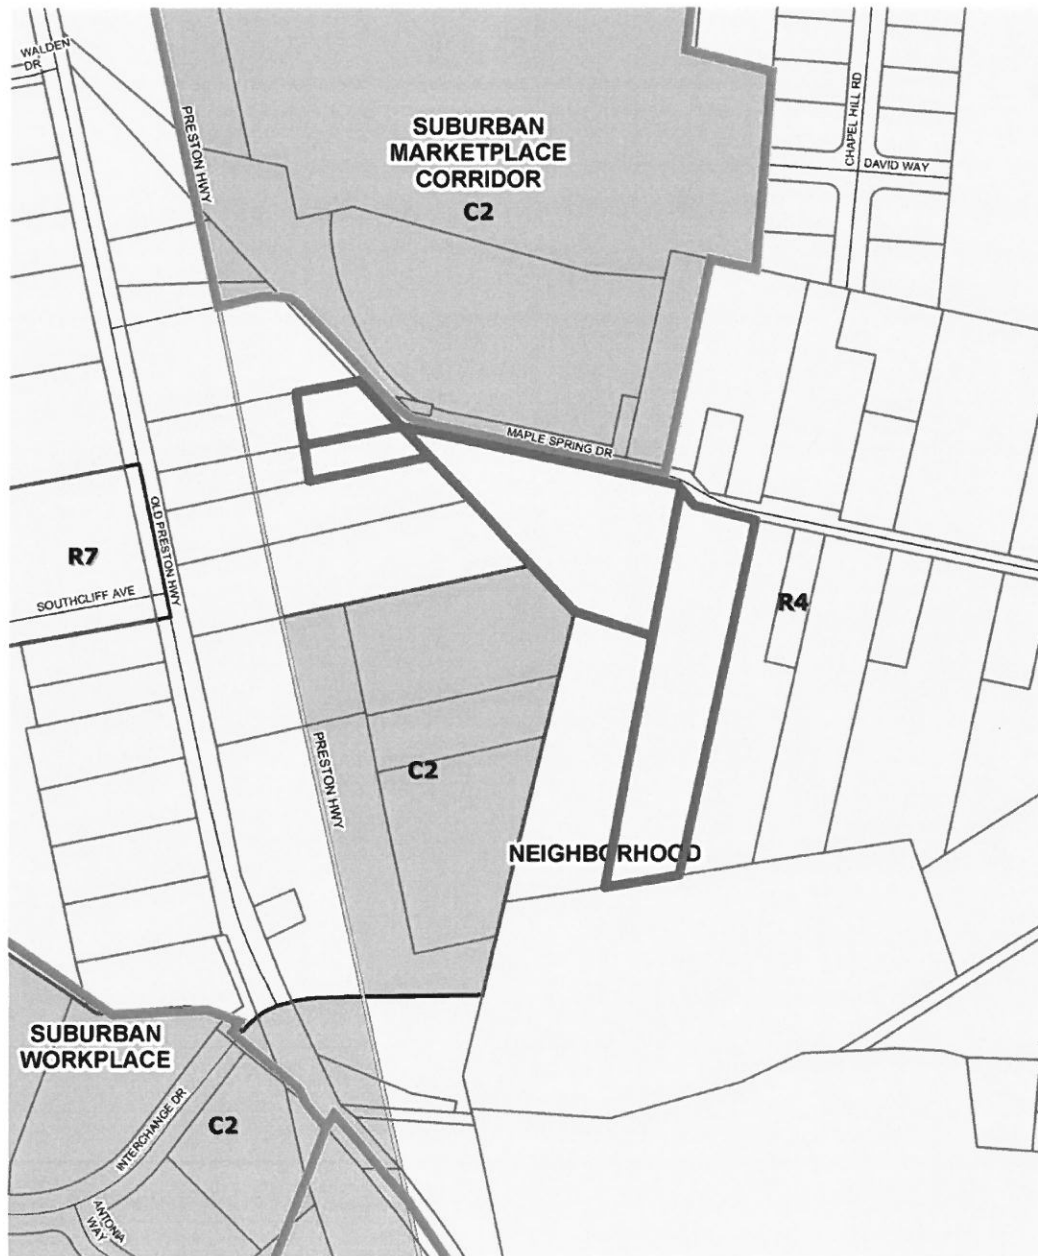 WALDEN
DR
PRESTON HWY
SUBURBAN
MARKETPLACE
CORRIDOR
C2
CHAPEL HILL RD
DAVID WAY
MAPLE SPRING DR
OLD PRESTON HWY
R7
SOUTHCLIFF AVE
R4
PRESTON HWY
C2
NEIGHBORHOOD
SUBURBAN
WORKPLACE
INTERCHANGE DR
C2
ANTONIA
WAY